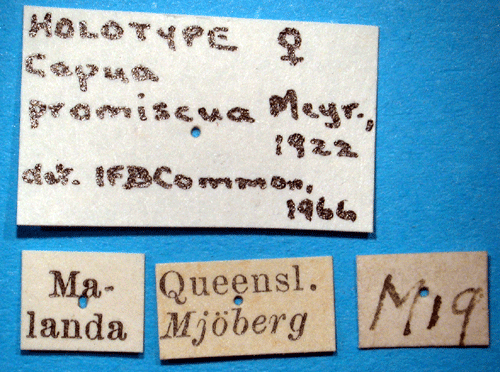 HOLOTYPE ♀
Capua
promiscua Meyr.,
1922
det. IFBCommon,
1966
Ma-
landa
Queensl.
Mjöberg
M19